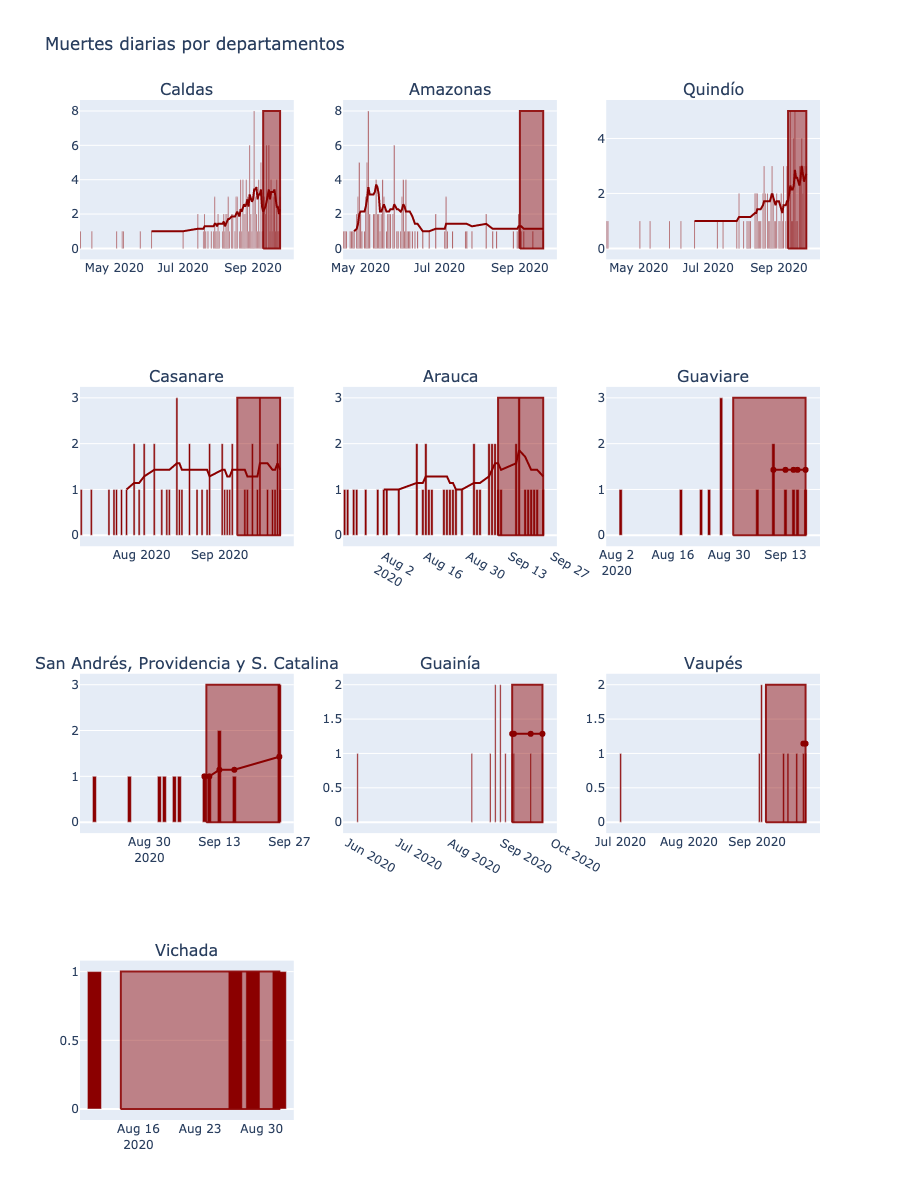 Muertes diarias por departamentos
Caldas
Amazonas
Quindío
8
6
4
2
0
8
6
4
2
0
4
2
0
May 2020 Jul 2020 Sep 2020
May 2020 Jul 2020 Sep 2020
May 2020 Jul 2020 Sep 2020
Casanare
Arauca
Guaviare
3
2
1
0
3
2
1
0
3
2
1
0
Aug 2020 Sep 2020
Aug 2
2020
Aug 16
Aug 30
Sep 13
Sep 27
Aug 2 Aug 16 Aug 30 Sep 13
2020
San Andrés, Providencia y S. Catalina
Guainía
Vaupés
3
2
1
0
2
1.5
1
0.5
0
2
1.5
1
0.5
0
Aug 30 Sep 13 Sep 27
2020
Jun 2020
Jul 2020
Aug 2020
Sep 2020
Oct 2020
Jul 2020 Aug 2020 Sep 2020
Vichada
1
0.5
0
Aug 16 Aug 23 Aug 30
2020